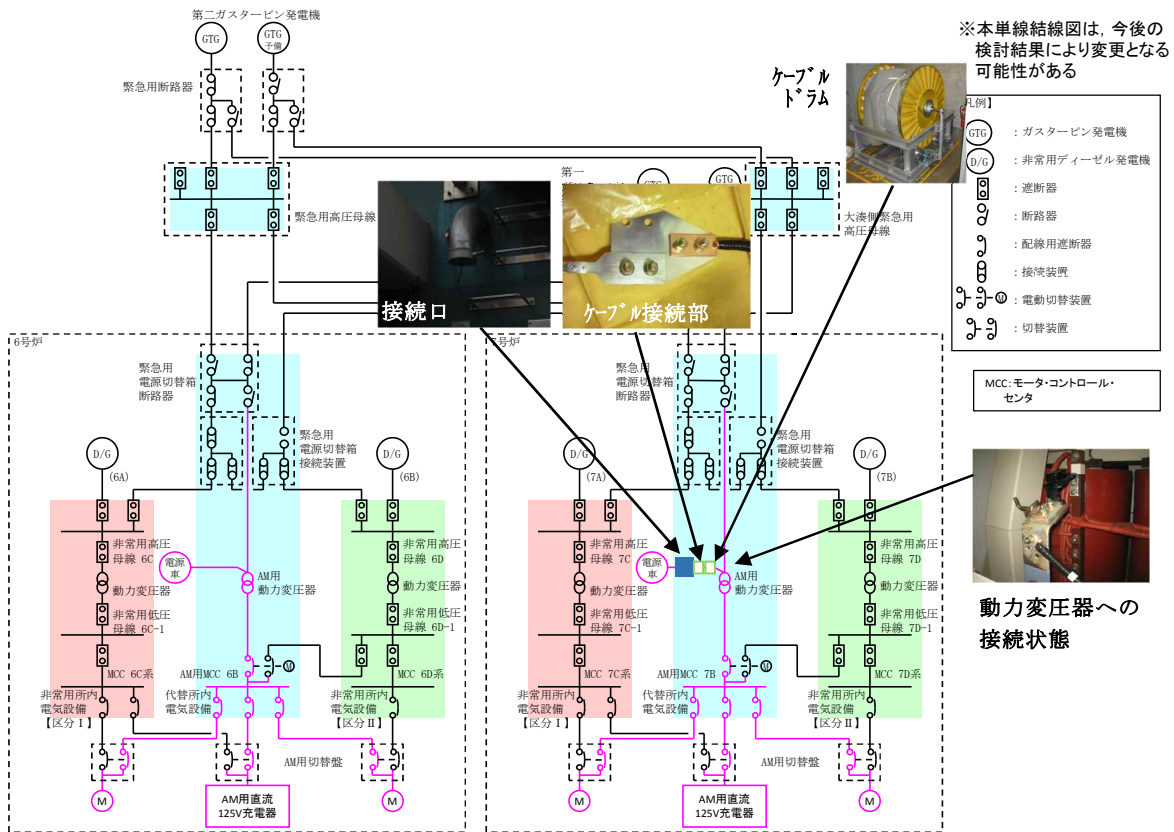 第二ガスタービン発電機
GTG
GTG
予備
緊急用断路器
緊急用高圧母線
※本単線結線図は，今後の
検討結果により変更となる
可能性がある
ケーブル
ドラム
凡例】
GTG
：ガスタービン発電機
D/G
：非常用ディーゼル発電機
：遮断器
：断路器
：配線用遮断器
：接続装置
M
：電動切替装置
：切替装置
MCC：モータ・コントロール・
センタ
第一
大湊側緊急用
高圧母線
接続口
ケーブル接続部
6号炉
緊急用
電源切替箱
断路器
緊急用
電源切替箱
接続装置
D/G
(6A)
D/G
(6B)
非常用高圧
母線 6C
非常用高圧
母線 6D
電源
車
AM用
動力変圧器
動力変圧器
動力変圧器
非常用低圧
母線 6C-1
非常用低圧
母線 6D-1
MCC 6C系
AM用MCC 6B
M
MCC 6D系
非常用所内
電気設備
【区分Ⅰ】
代替所内
電気設備
非常用所内
電気設備
【区分Ⅱ】
AM用切替盤
M
AM用直流
125V充電器
M
号炉
緊急用
電源切替箱
断路器
緊急用
電源切替箱
接続装置
D/G
(7A)
D/G
(7B)
非常用高圧
母線 7C
非常用高圧
母線 7D
電源
車
AM用
動力変圧器
動力変圧器
動力変圧器
非常用低圧
母線 7C-1
非常用低圧
母線 7D-1
MCC 7C系
AM用MCC 7B
M
MCC 7D系
非常用所内
電気設備
【区分Ⅰ】
代替所内
電気設備
非常用所内
電気設備
【区分Ⅱ】
AM用切替盤
M
AM用直流
125V充電器
M
動力変圧器への
接続状態